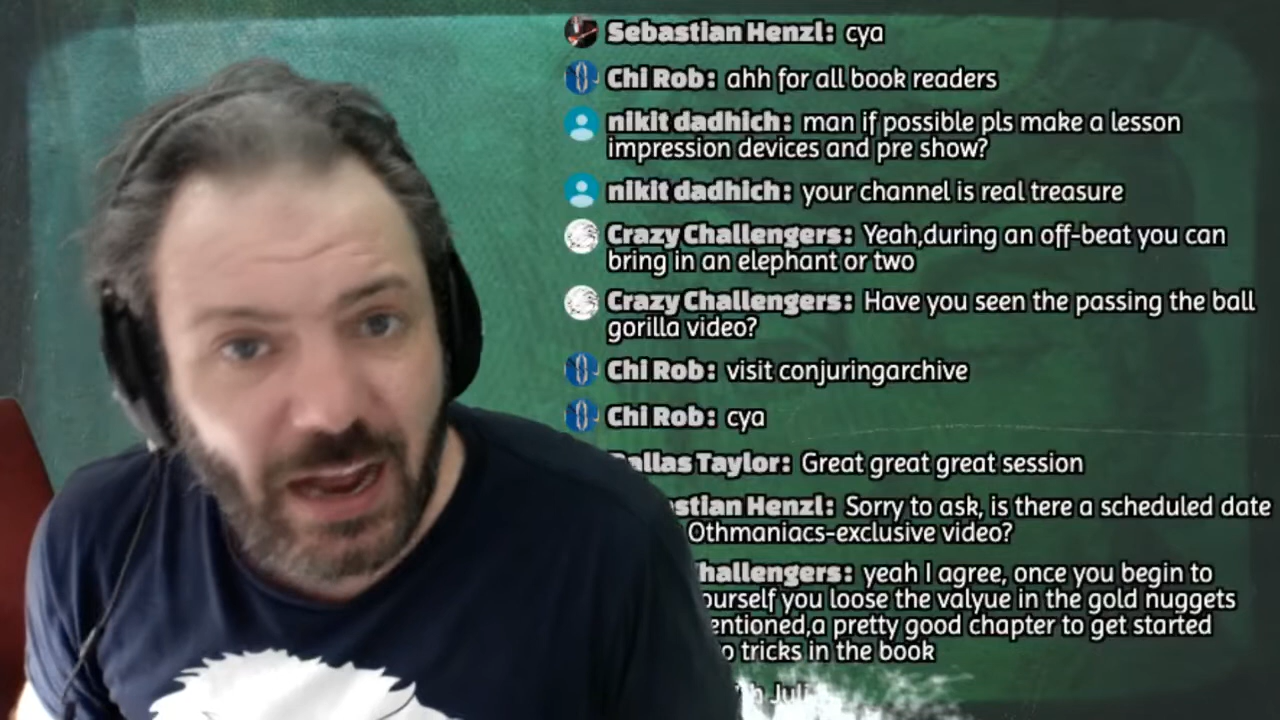 Sebastian Henzl: cya
Chi Rob: ahh for all book readers
nikit dadhich: man if possible pls make a lesson
impression devices and pre show?
nikit dadhich: your channel is real treasure
Crazy Challengers: Yeah,during an off-beat you can
bring in an elephant or two
Crazy Challengers: Have you seen the passing the ball
gorilla video?
Chi Rob: visit conjuringarchive
Chi Rob: cya
Dallas Taylor: Great great great session
stian Henzl: Sorry to ask, is there a scheduled date
Othmaniacs-exclusive video?
hallengers: yeah I agree, once you begin to
ourself you loose the valyue in the gold nuggets
entioned,a pretty good chapter to get started
o tricks in the book